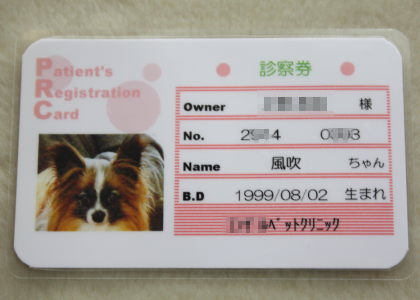 Patient's
Registration
Card
診察券
Owner 様
No.
Name 風吹 ちゃん
B.D 1999/08/02 生まれ
ペットクリニック